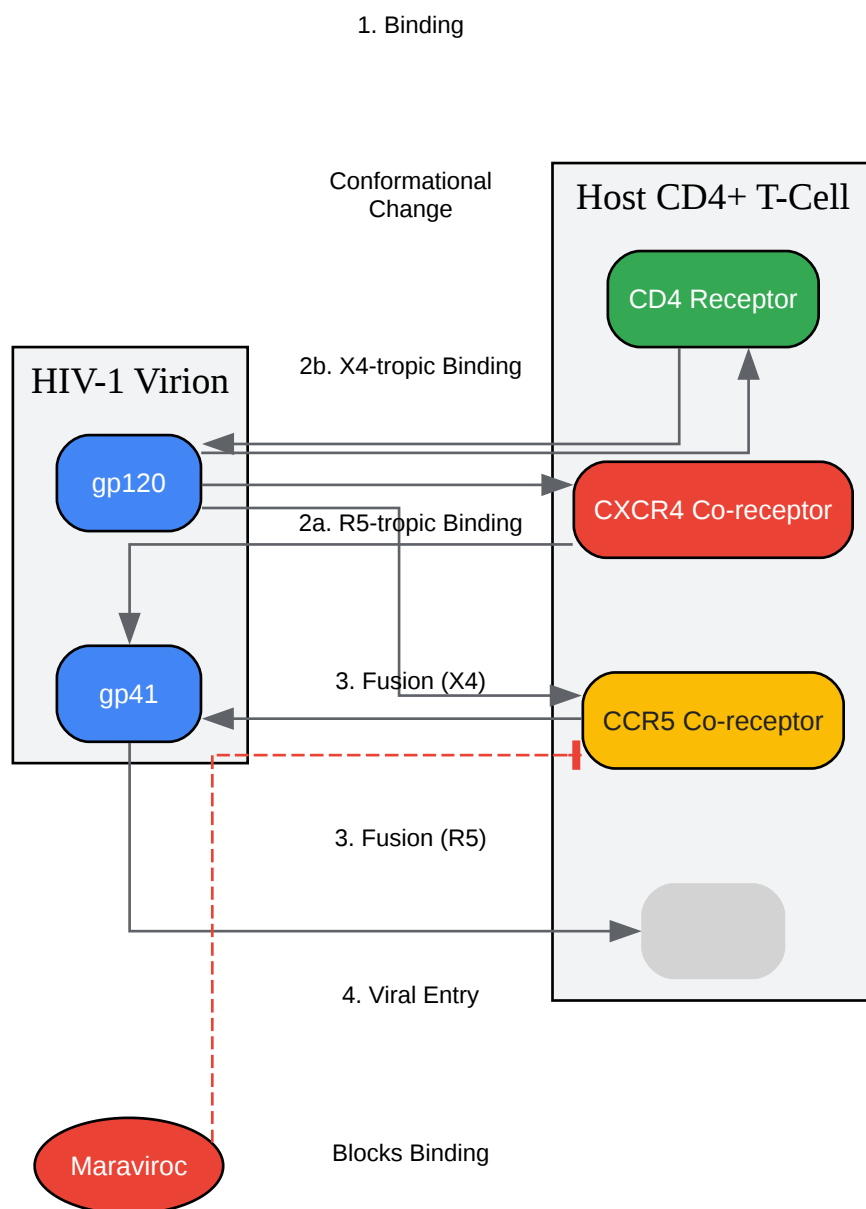 1. Binding
Conformational
Change
Host CD4+ T-Cell
CD4 Receptor
2b. X4-tropic Binding
HIV-1 Virion
gp120
CXCR4 Co-receptor
2a. R5-tropic Binding
gp41
3. Fusion (X4)
CCR5 Co-receptor
3. Fusion (R5)
4. Viral Entry
Maraviroc
Blocks Binding